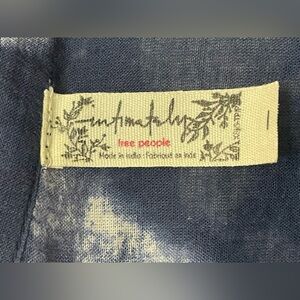 intimately
free people
Made in India : Fabriqué en Inde